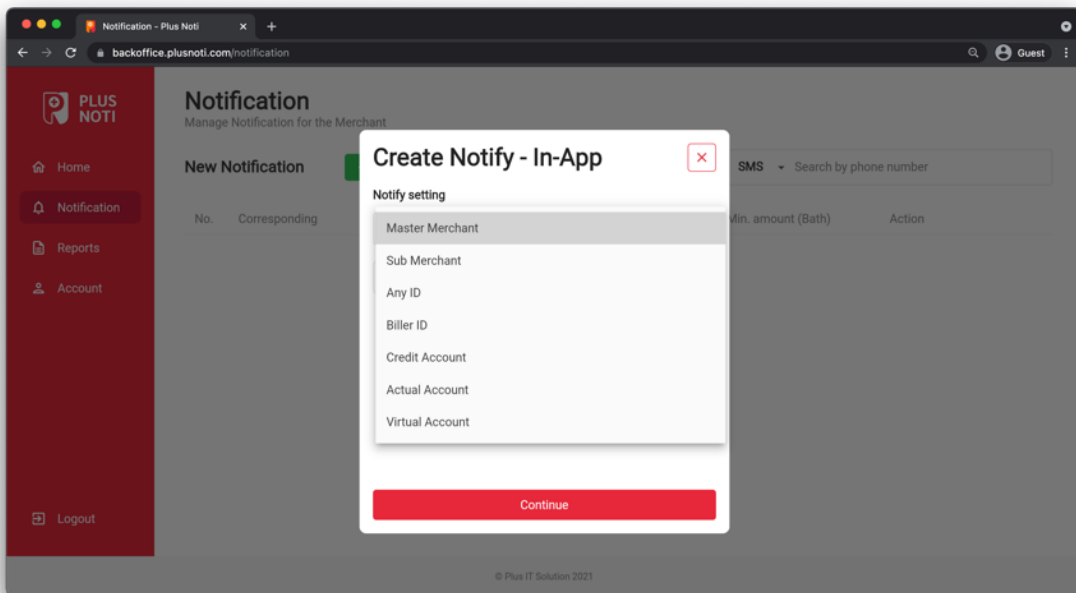 Notification - Plus Noti
backoffice.plusnoti.com/notification
Guest
PLUS
NOTI
Home
Notification
Reports
Account
Logout
Notification
Manage Notification for the Merchant
New Notification
SMS
Search by phone number
No.
Corresponding
Min. amount (Bath)
Action
Create Notify - In-App
Notify setting
Master Merchant
Sub Merchant
Any ID
Biller ID
Credit Account
Actual Account
Virtual Account
Continue
© Plus IT Solution 2021